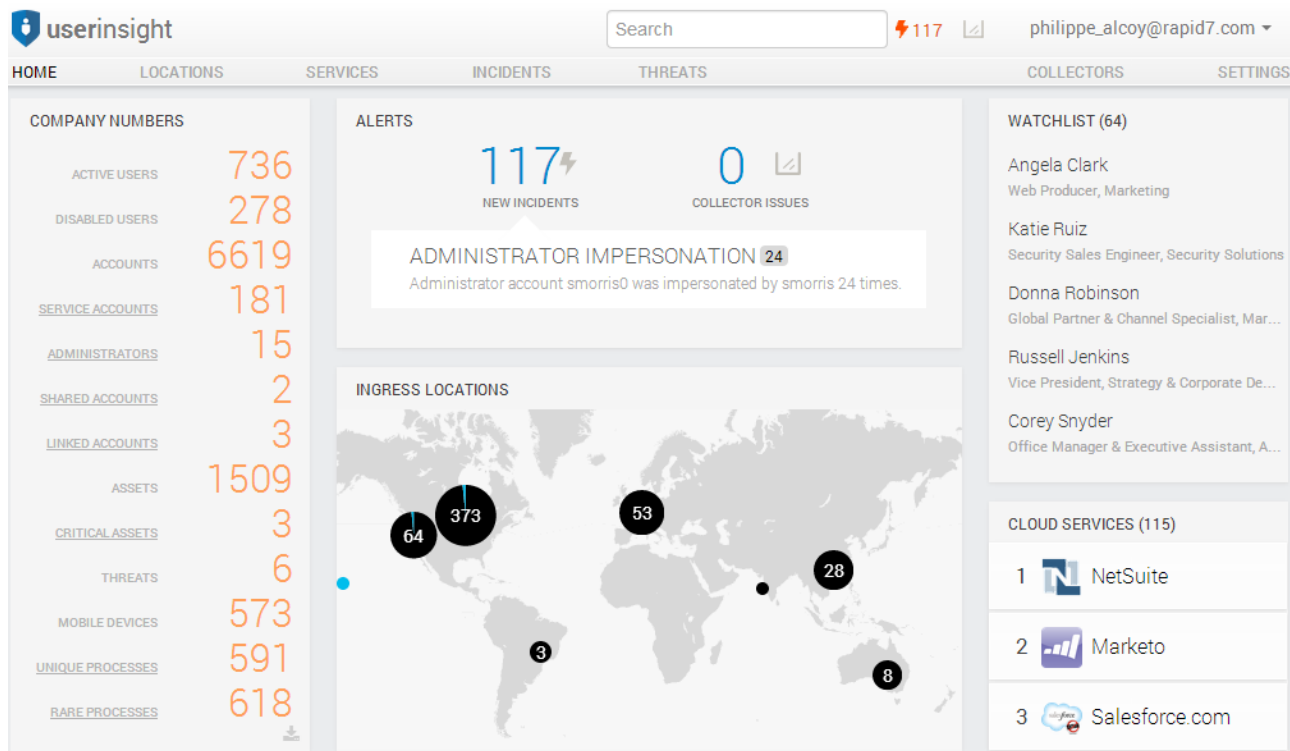 userinsight
Search
117
philippe_alcoy@rapid7.com
HOME LOCATIONS SERVICES INCIDENTS THREATS COLLECTORS SETTINGS
COMPANY NUMBERS
ACTIVE USERS 736
DISABLED USERS 278
ACCOUNTS 6619
SERVICE ACCOUNTS 181
ADMINISTRATORS 15
SHARED ACCOUNTS 2
LINKED ACCOUNTS 3
ASSETS 1509
CRITICAL ASSETS 3
THREATS 6
MOBILE DEVICES 573
UNIQUE PROCESSES 591
RARE PROCESSES 618
ALERTS
117 0
NEW INCIDENTS COLLECTOR ISSUES
ADMINISTRATOR IMPERSONATION 24
Administrator account smorris0 was impersonated by smorris 24 times.
INGRESS LOCATIONS
373
53
64
28
3
8
WATCHLIST (64)
Angela Clark
Web Producer, Marketing
Katie Ruiz
Security Sales Engineer, Security Solutions
Donna Robinson
Global Partner & Channel Specialist, Mar...
Russell Jenkins
Vice President, Strategy & Corporate De...
Corey Snyder
Office Manager & Executive Assistant, A...
CLOUD SERVICES (115)
1 NetSuite
2 Marketo
3 Salesforce.com